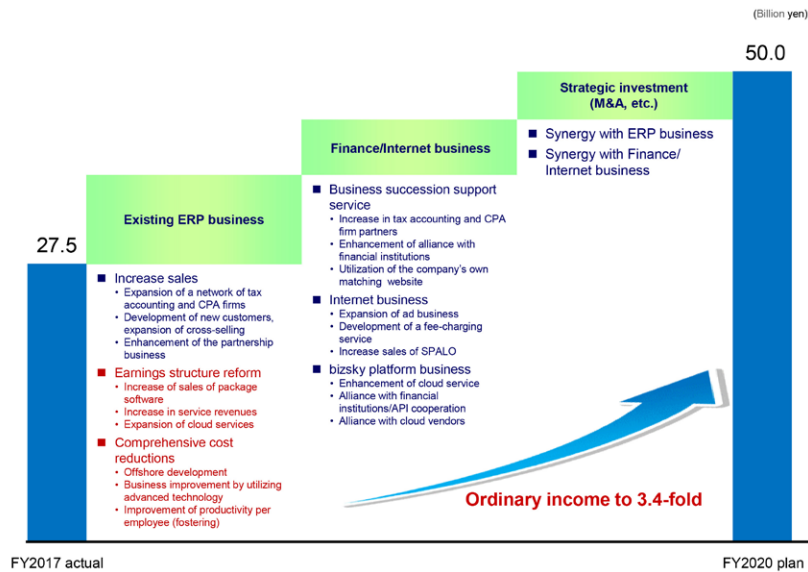 (Billion yen)
50.0
Strategic investment
(M&A, etc.)
■ Synergy with ERP business
■ Synergy with Finance/
Internet business
Finance/Internet business
■ Business succession support
service
• Increase in tax accounting and CPA
firm partners
• Enhancement of alliance with
financial institutions
• Utilization of the company's own
matching website
■ Internet business
• Expansion of ad business
• Development of a fee-charging
service
• Increase sales of SPALO
■ bizsky platform business
• Enhancement of cloud service
• Alliance with financial
institutions/API cooperation
• Alliance with cloud vendors
Existing ERP business
27.5
■ Increase sales
• Expansion of a network of tax
accounting and CPA firms
• Development of new customers,
expansion of cross-selling
• Enhancement of the partnership
business
■ Earnings structure reform
• Increase of sales of package
software
• Increase in service revenues
• Expansion of cloud services
■ Comprehensive cost
reductions
• Offshore development
• Business improvement by utilizing
advanced technology
• Improvement of productivity per
employee (fostering)
Ordinary income to 3.4-fold
FY2017 actual
FY2020 plan